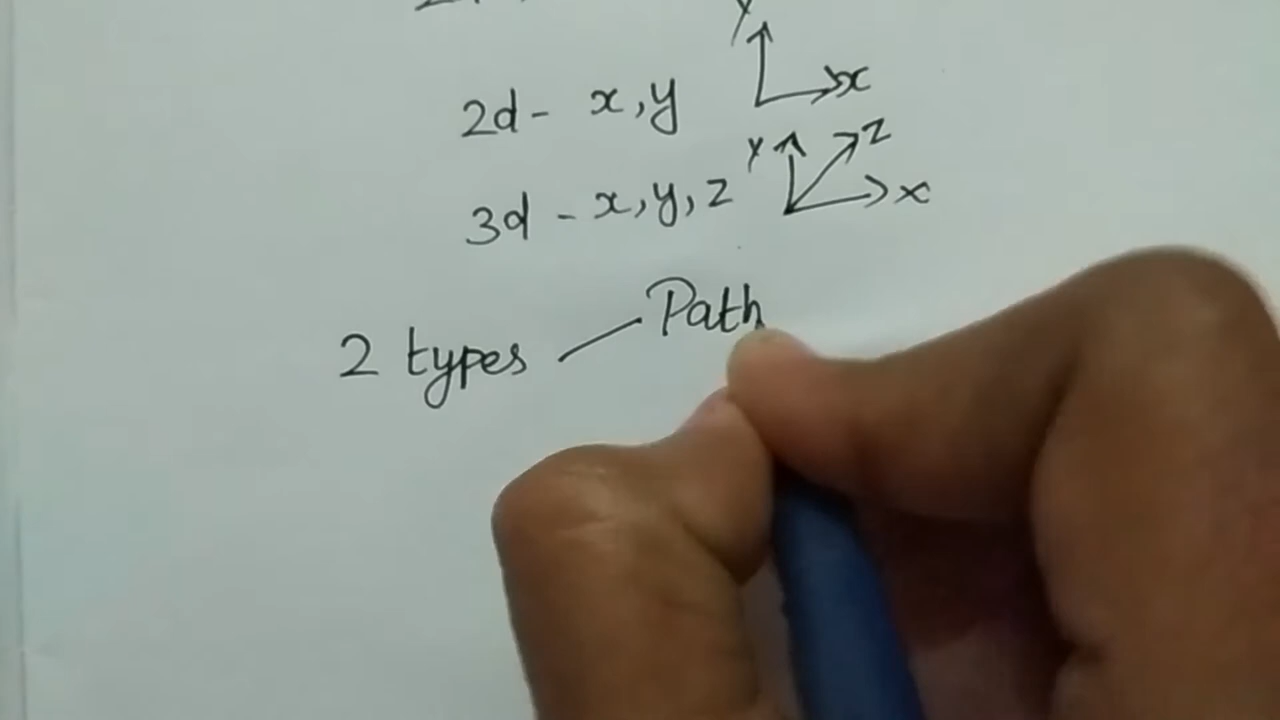 2d - x, y
y x
3d - x, y, z
y z x
2 types Path